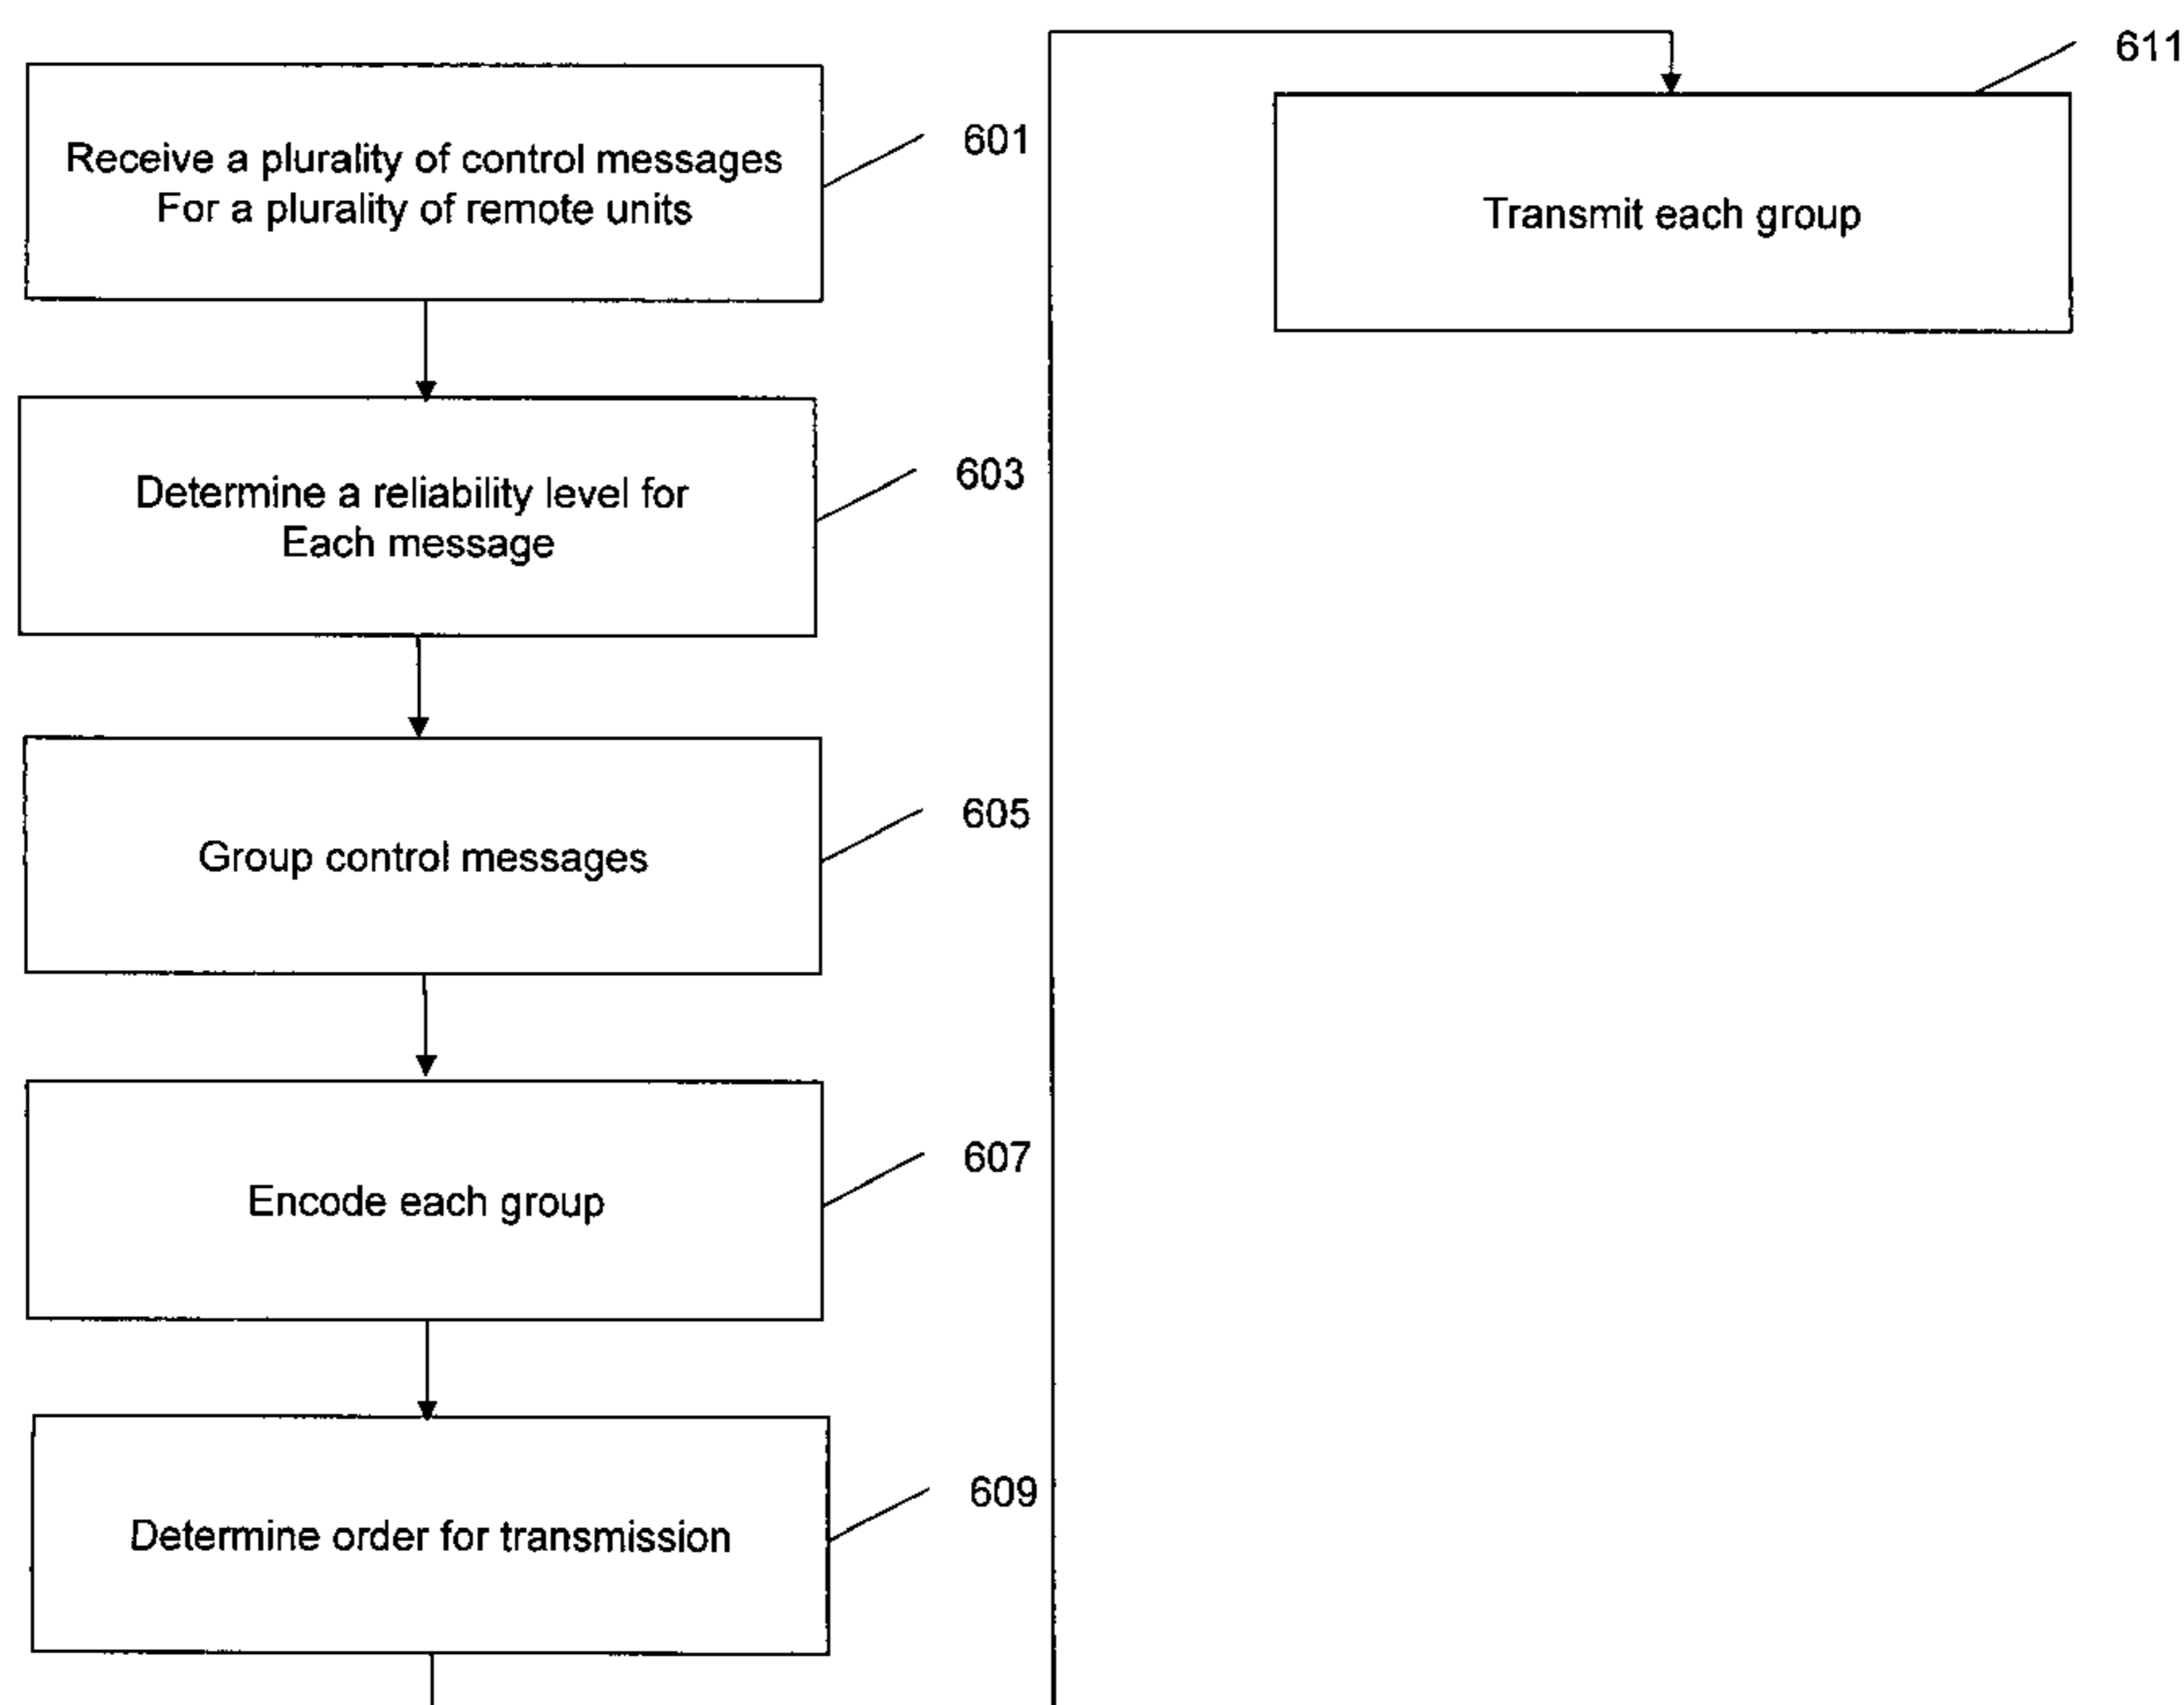 Receive a plurality of control messages
For a plurality of remote units
601
Determine a reliability level for
Each message
603
Group control messages
605
Encode each group
607
Determine order for transmission
609
Transmit each group
611